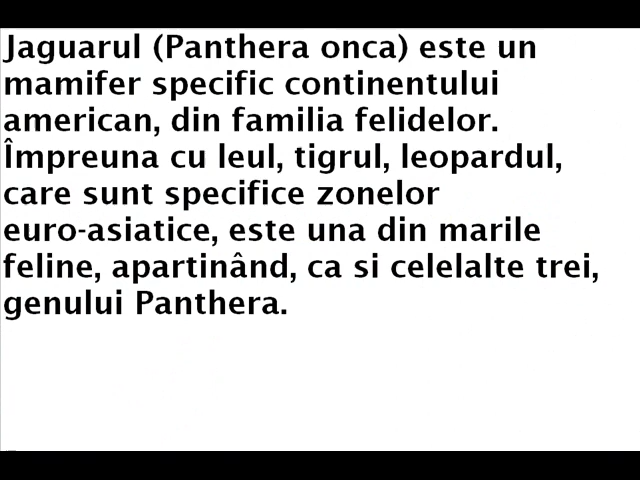 Jaguarul (Panthera onca) este un
mamifer specific continentului
american, din familia felidelor.
Împreuna cu leul, tigrul, leopardul,
care sunt specifice zonelor
euro-asiatice, este una din marile
feline, apartinând, ca si celelalte trei,
genului Panthera.